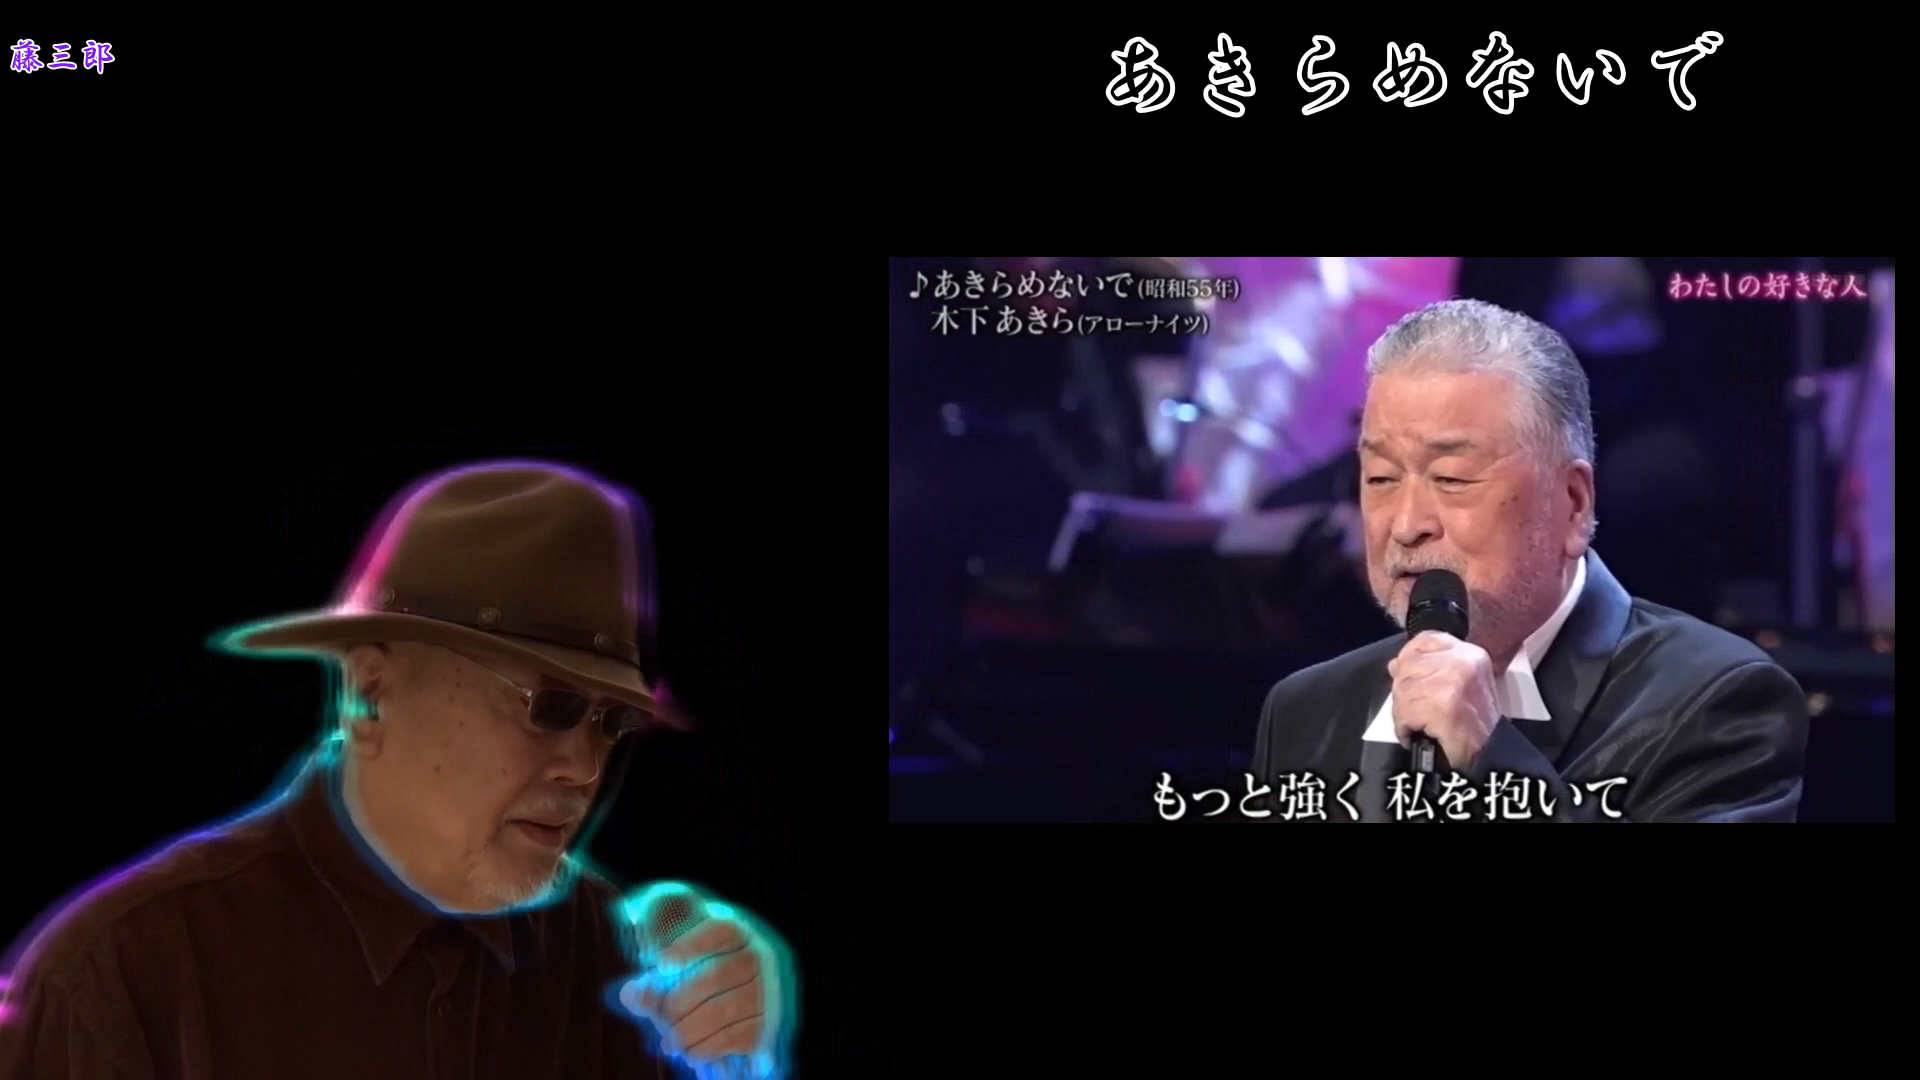 藤三郎
あきらめないで
♪あきらめないで(昭和55年)
木下 あきら(アローナイツ)
わたしの好きな人
もっと強く 私を抱いて